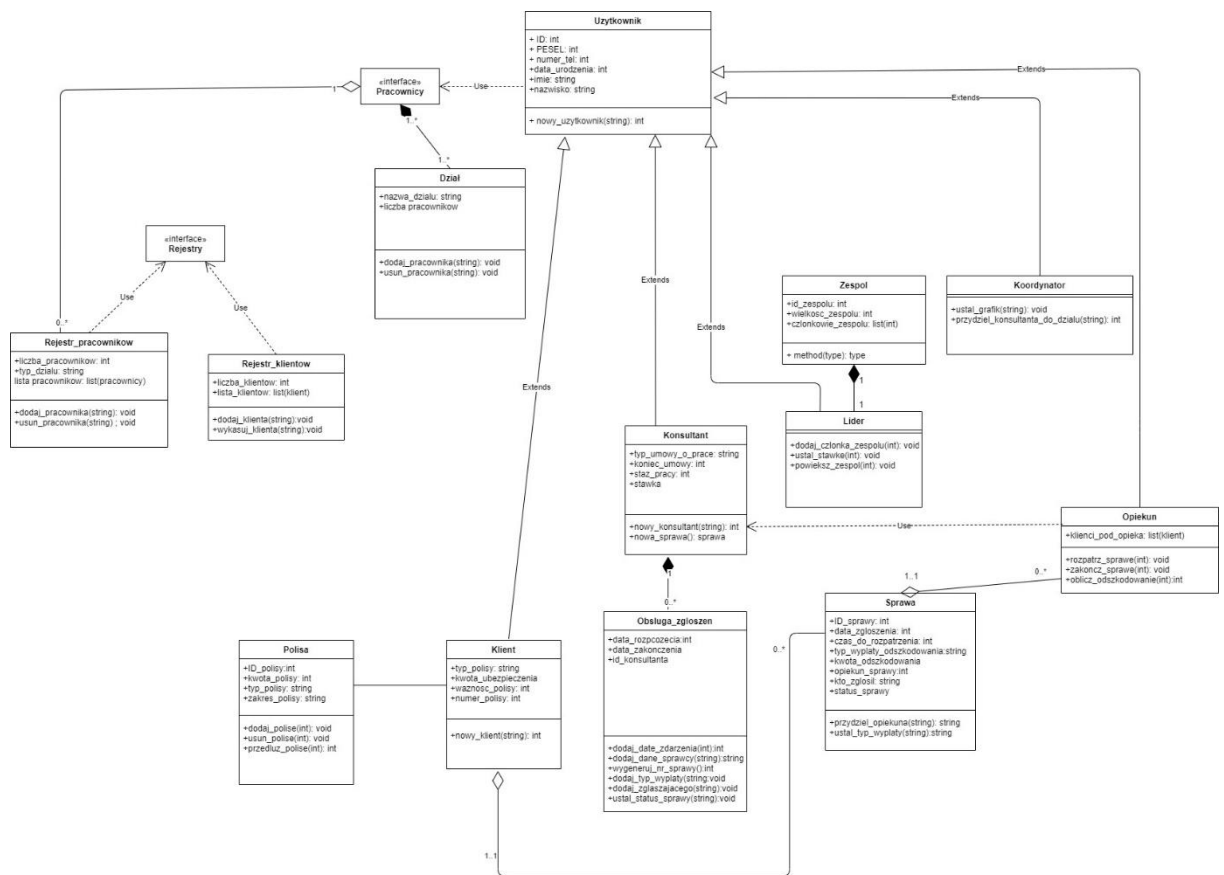 Uzytkownik
+ ID: int
+ PESEL: int
+ numer_tel: int
+data_urodzenia: int
+imie: string
+nazwisko: string
+ nowy_uzytkownik(string): int
Extends
Extends
«interface»
Pracownicy
Use
1
1..*
1..*
Dział
+nazwa_dzialu: string
+liczba pracownikow
+dodaj_pracownika(string): void
+usun_pracownika(string): void
«interface»
Rejestry
Use
Use
0..*
Rejestr_pracownikow
+liczba_pracownikow: int
+typ_dzialu: string
lista pracownikow: list(pracownicy)
+dodaj_pracownika(string): void
+usun_pracownika(string) ; void
Rejestr_klientow
+liczba_klientow: int
+lista_klientow: list(klient)
+dodaj_klienta(string):void
+wykasuj_klienta(string):void
Extends
Extends
Extends
Zespol
+id_zespolu: int
+wielkosc_zespolu: int
+czlonkowie_zespolu: list(int)
+ method(type): type
1
1
Koordynator
+ustal_grafik(string): void
+przydziel_konsultanta_do_dzialu(string): int
Lider
+dodaj_członka_zespolu(int): void
+ustal_stawke(int): void
+powieksz_zespol(int): void
Konsultant
+typ_umowy_o_prace: string
+koniec_umowy: int
+staz_pracy: int
+stawka
+nowy_konsultant(string): int
+nowa_sprawa(): sprawa
Use
Opiekun
+klienci_pod_opieka: list(klient)
+rozpatrz_sprawe(int): void
+zakoncz_sprawe(int): void
+oblicz_odszkodowanie(int):int
1
0..*
1..1
0..*
Obsluga_zgloszen
+data_rozpcozecia:int
+data_zakonczenia
+id_konsultanta
+dodaj_date_zdarzenia(int):int
+dodaj_dane_sprawcy(string):string
+wygeneruj_nr_sprawy():int
+dodaj_typ_wyplaty(string:void
+dodaj_zglaszajacego(string):void
+ustal_status_sprawy(string):void
Sprawa
+ID_sprawy: int
+data_zgloszenia: int
+czas_do_rozpatrzenia: int
+typ_wyplaty_odszkodowania:string
+kwota_odszkodowania
+opiekun_sprawy:int
+kto_zglosil: string
+status_sprawy
+przydziel_opiekuna(string): string
+ustal_typ_wyplaty(string):string
0..*
Polisa
+ID_polisy:int
+kwota_polisy: int
+typ_polisy: string
+zakres_polisy: string
+dodaj_polise(int): void
+usun_polise(int): void
+przedluz_polise(int): int
Klient
+typ_polisy: string
+kwota_ubezpieczenia
+waznosc_polisy: int
+numer_polisy: int
+nowy_klient(string): int
1..1